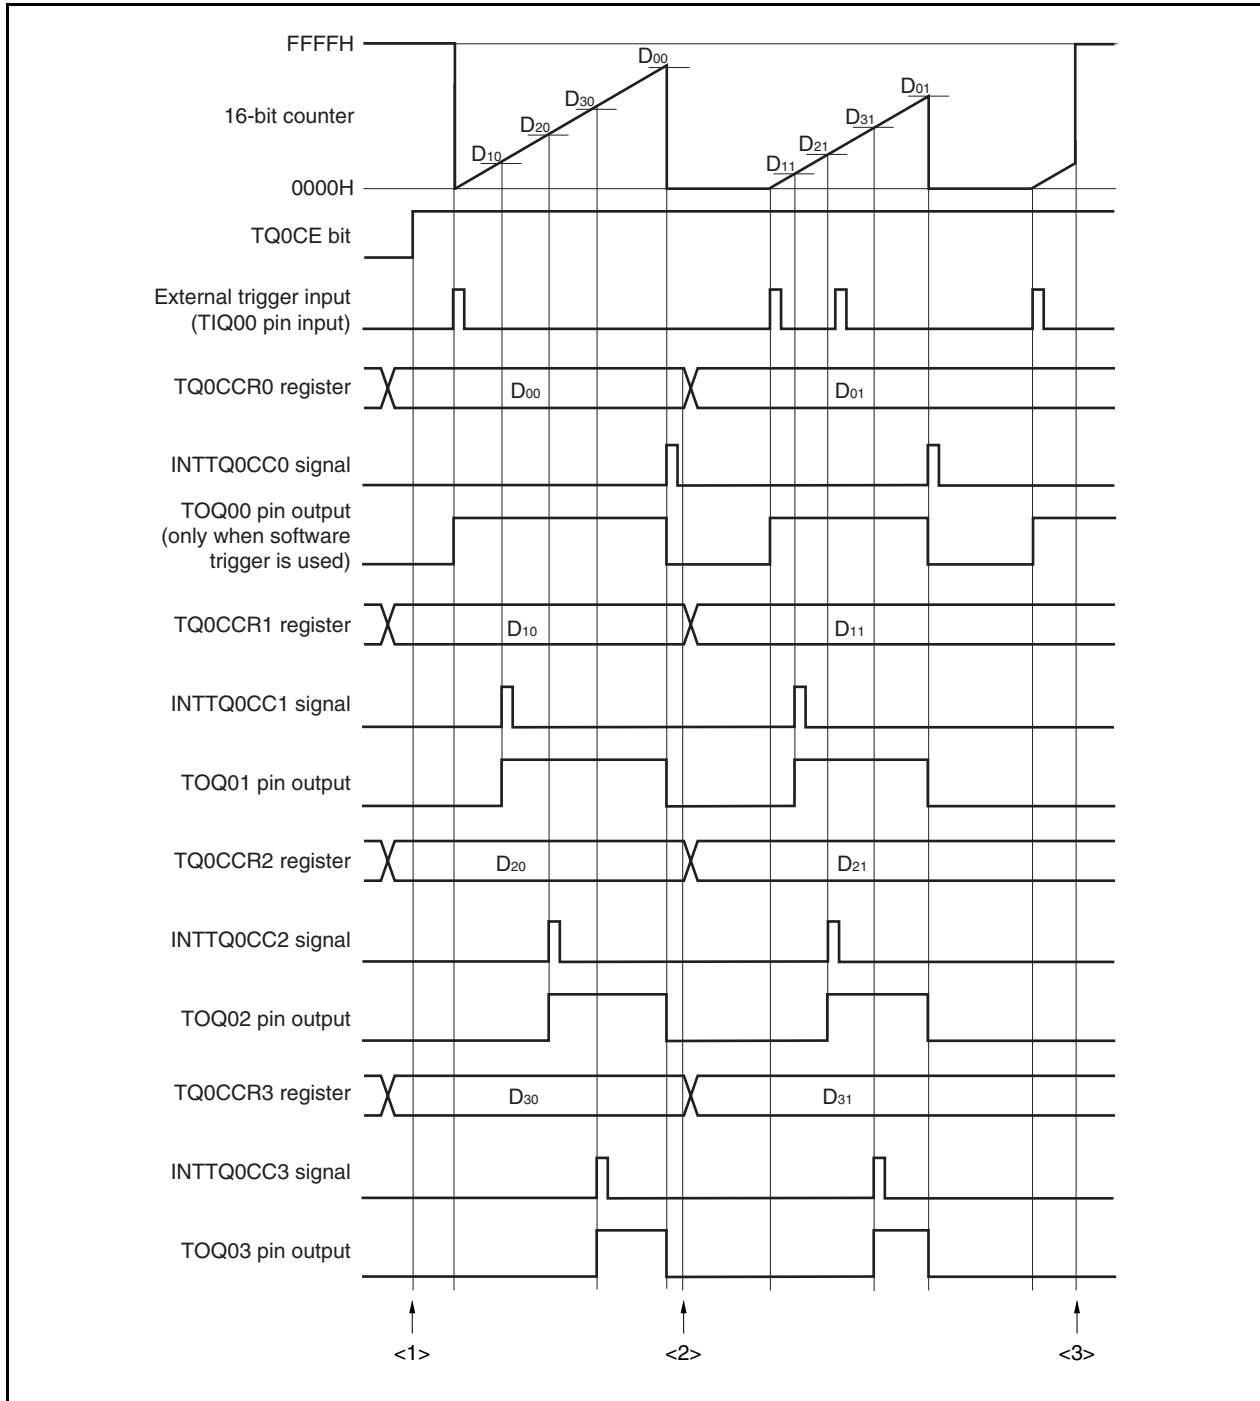 FFFFH
D00
D30
D01
D20
D31
16-bit counter
D10
D21
D11
0000H
TQ0CE bit
External trigger input
(TIQ00 pin input)
TQ0CCR0 register
D00
D01
INTTQ0CC0 signal
TOQ00 pin output
(only when software
trigger is used)
TQ0CCR1 register
D10
D11
INTTQ0CC1 signal
TOQ01 pin output
TQ0CCR2 register
D20
D21
INTTQ0CC2 signal
TOQ02 pin output
TQ0CCR3 register
D30
D31
INTTQ0CC3 signal
TOQ03 pin output
<1>
<2>
<3>